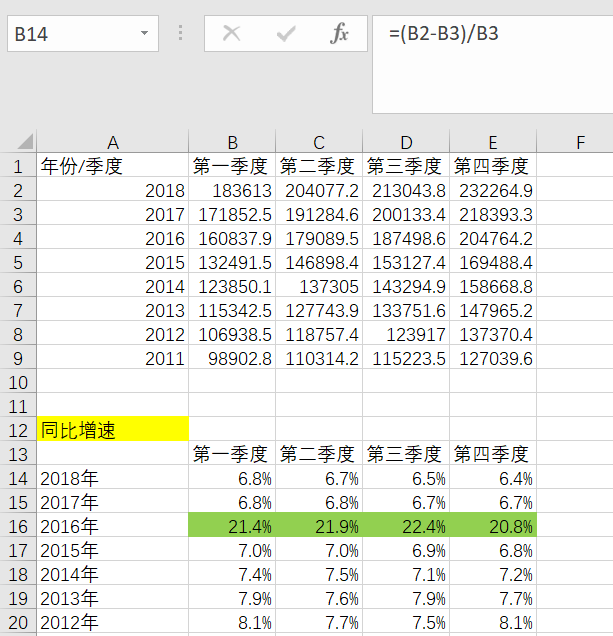 B14 fx =(B2-B3)/B3
A B C D E F
1 年份/季度 第一季度 第二季度 第三季度 第四季度
2 2018 183613 204077.2 213043.8 232264.9
3 2017 171852.5 191284.6 200133.4 218393.3
4 2016 160837.9 179089.5 187498.6 204764.2
5 2015 132491.5 146898.4 153127.4 169488.4
6 2014 123850.1 137305 143294.9 158668.8
7 2013 115342.5 127743.9 133751.6 147965.2
8 2012 106938.5 118757.4 123917 137370.4
9 2011 98902.8 110314.2 115223.5 127039.6
10
11
12 同比增速
13 第一季度 第二季度 第三季度 第四季度
14 2018年 6.8% 6.7% 6.5% 6.4%
15 2017年 6.8% 6.8% 6.7% 6.7%
16 2016年 21.4% 21.9% 22.4% 20.8%
17 2015年 7.0% 7.0% 6.9% 6.8%
18 2014年 7.4% 7.5% 7.1% 7.2%
19 2013年 7.9% 7.6% 7.9% 7.7%
20 2012年 8.1% 7.7% 7.5% 8.1%